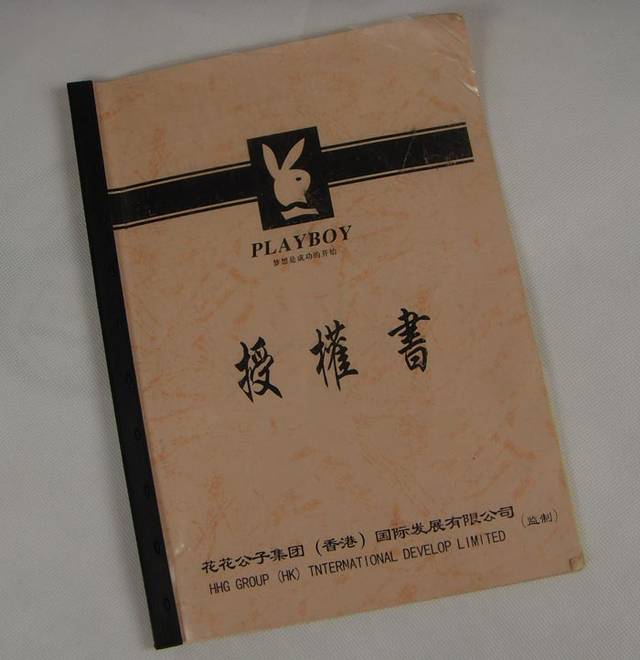 PLAYBOY
梦想是成功的开始
授權書
花花公子集团（香港）国际发展有限公司（监制）
HHG GROUP (HK) TNTERNATIONAL DEVELOP LIMITED